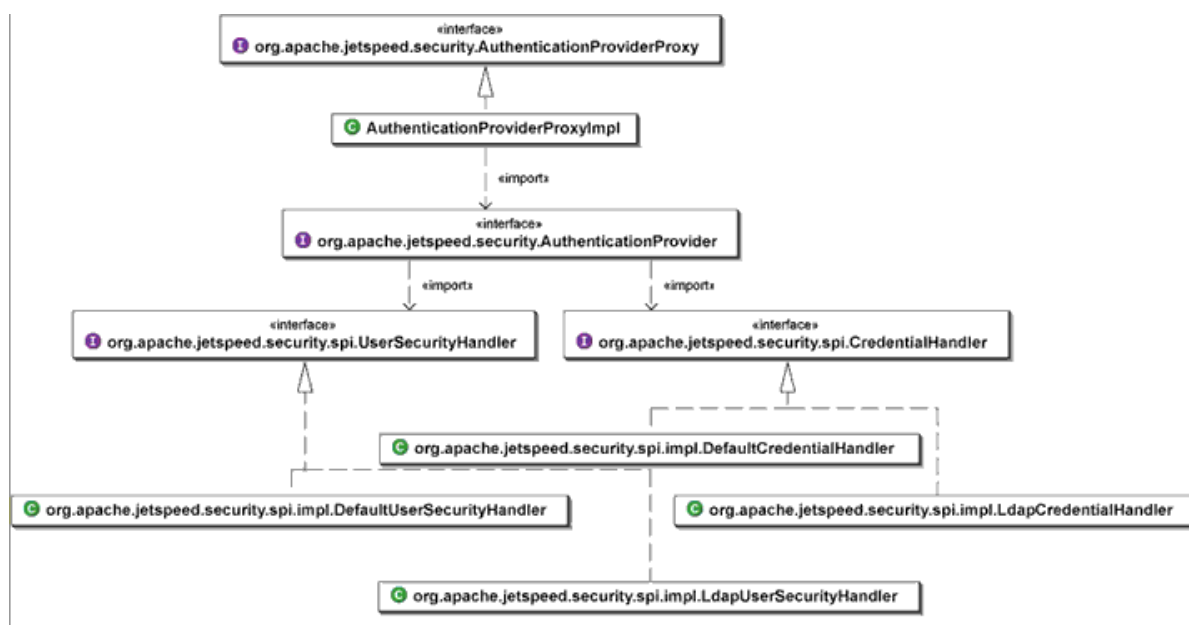 «interface»
I org.apache.jetspeed.security.AuthenticationProviderProxy
C AuthenticationProviderProxyImpl
«import»
«interface»
I org.apache.jetspeed.security.AuthenticationProvider
«import» «import»
«interface» «interface»
I org.apache.jetspeed.security.spi.UserSecurityHandler I org.apache.jetspeed.security.spi.CredentialHandler
C org.apache.jetspeed.security.spi.impl.DefaultCredentialHandler
C org.apache.jetspeed.security.spi.impl.DefaultUserSecurityHandler C org.apache.jetspeed.security.spi.impl.LdapCredentialHandler
C org.apache.jetspeed.security.spi.impl.LdapUserSecurityHandler